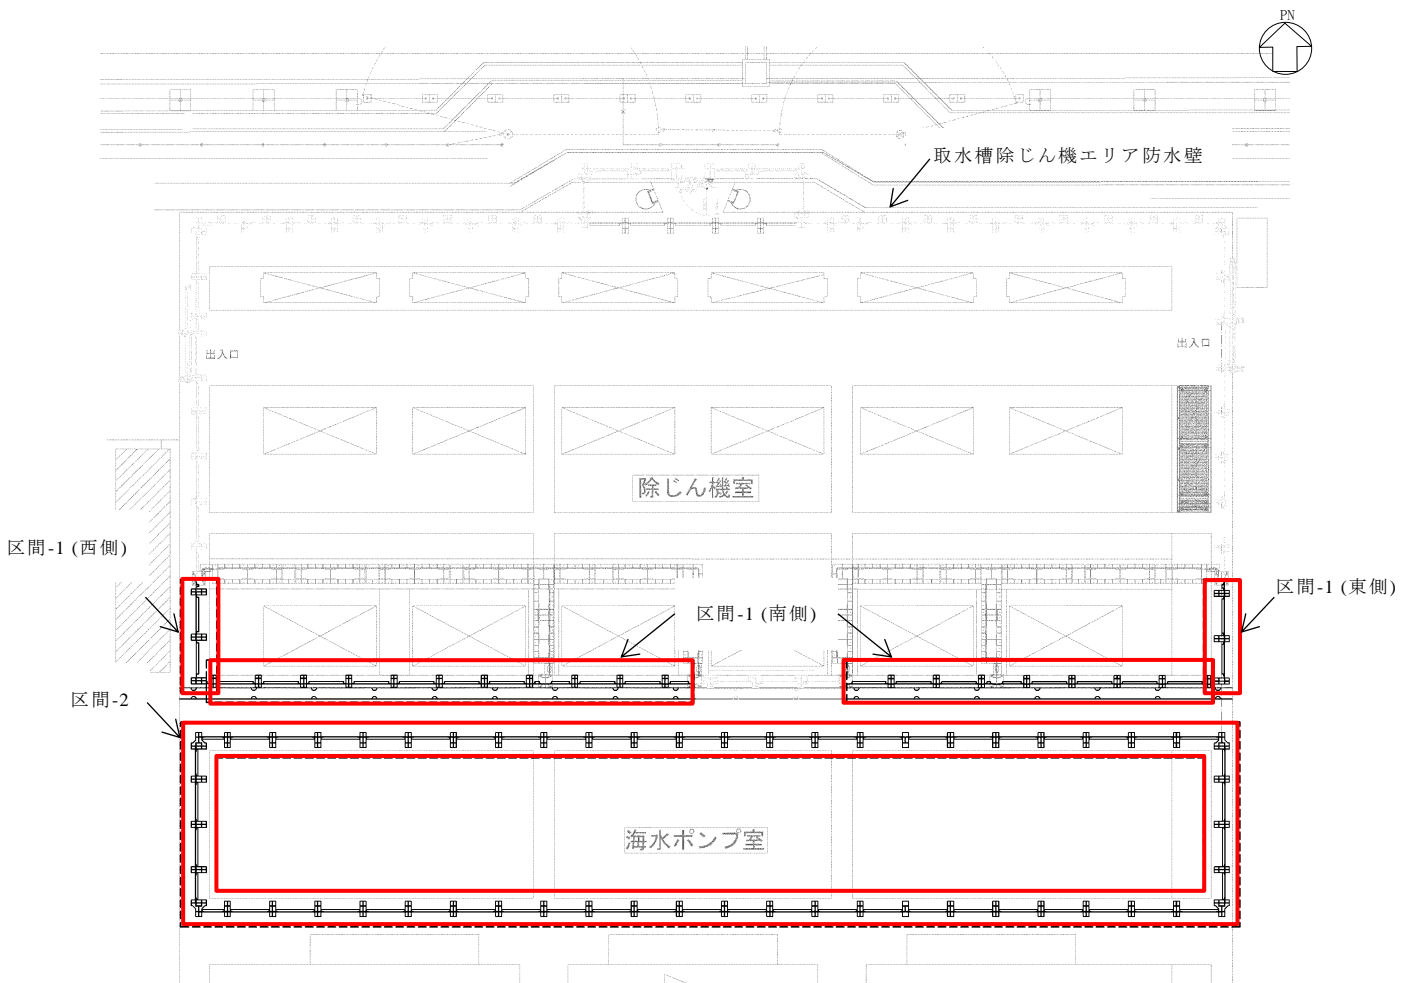 PN
取水槽除じん機エリア防水壁
出入口
出入口
除じん機室
区間-1 (西側)
区間-1 (東側)
区間-1 (南側)
区間-2
海水ポンプ室